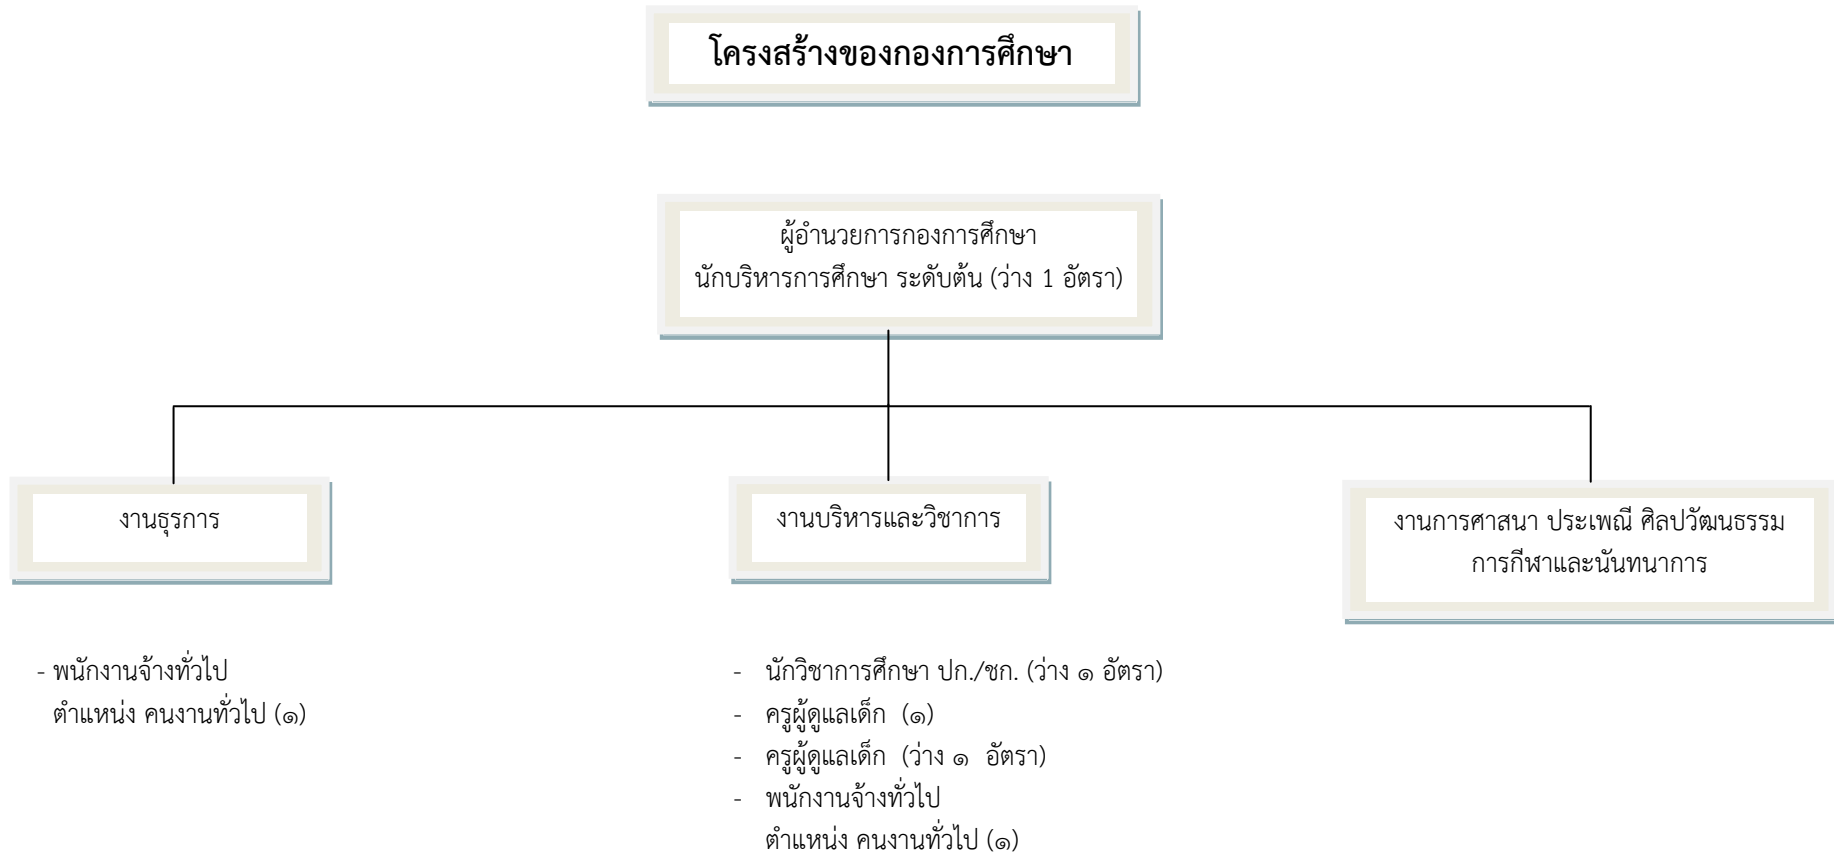 โครงสร้างของกองการศึกษา
ผู้อำนวยการกองการศึกษา
นักบริหารการศึกษา ระดับต้น (ว่าง 1 อัตรา)
งานธุรการ
- พนักงานจ้างทั่วไป
ตำแหน่ง คนงานทั่วไป (๑)
งานบริหารและวิชาการ
- นักวิชาการศึกษา ปก./ชก. (ว่าง ๑ อัตรา)
- ครูผู้ดูแลเด็ก (๑)
- ครูผู้ดูแลเด็ก (ว่าง ๑ อัตรา)
- พนักงานจ้างทั่วไป
ตำแหน่ง คนงานทั่วไป (๑)
งานการศาสนา ประเพณี ศิลปวัฒนธรรม
การกีฬาและนันทนาการ